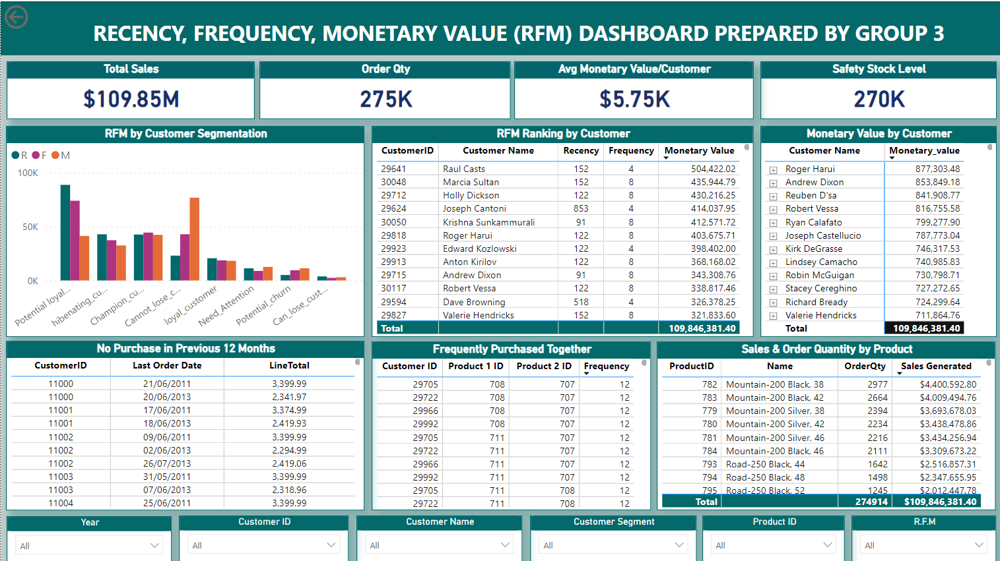 RECENCY, FREQUENCY, MONETARY VALUE (RFM) DASHBOARD PREPARED BY GROUP 3
Total Sales
$109.85M
Order Qty
275K
Avg Monetary Value/Customer
$5.75K
Safety Stock Level
270K
RFM by Customer Segmentation
R F M
100K
50K
0K
Potential loyal...
hibenating_cu...
Champion_cu...
Cannot_lose_c...
loyal_customer
Need_Attention
Potential_churn
Can_lose_cust...
RFM Ranking by Customer
CustomerID Customer Name Recency Frequency Monetary Value
29641 Raul Casts 152 4 504,422.02
30048 Marcia Sultan 152 8 435,944.79
29712 Holly Dickson 122 8 430,216.25
29624 Joseph Cantoni 853 4 414,037.95
30050 Krishna Sunkammurali 91 8 412,571.72
29818 Roger Harui 122 8 403,675.71
29923 Edward Kozlowski 122 4 398,402.00
29913 Anton Kirilov 122 8 368,168.02
29715 Andrew Dixon 91 8 343,308.76
30117 Robert Vessa 122 8 338,817.46
29594 Dave Browning 518 4 326,378.25
29827 Valerie Hendricks 152 8 321,833.60
Total 109,846,381.40
Monetary Value by Customer
Customer Name Monetary_value
Roger Harui 877,303.48
Andrew Dixon 853,849.18
Reuben D'sa 841,908.77
Robert Vessa 816,755.58
Ryan Calafato 799,277.90
Joseph Castellucio 787,773.04
Kirk DeGrasse 746,317.53
Lindsey Camacho 740,985.83
Robin McGuigan 730,798.71
Stacey Cereghino 727,272.65
Richard Bready 724,299.64
Valerie Hendricks 711,864.76
Total 109,846,381.40
No Purchase in Previous 12 Months
CustomerID Last Order Date LineTotal
11000 21/06/2011 3,399.99
11000 20/06/2013 2,341.97
11001 17/06/2011 3,374.99
11001 18/06/2013 2,419.93
11002 09/06/2011 3,399.99
11002 02/06/2013 2,294.99
11002 26/07/2013 2,419.06
11003 31/05/2011 3,399.99
11003 07/06/2013 2,318.96
11004 25/06/2011 3,399.99
Frequently Purchased Together
Customer ID Product 1 ID Product 2 ID Frequency
29705 708 707 12
29722 708 707 12
29966 708 707 12
29992 708 707 12
29705 711 707 12
29722 711 707 12
29966 711 707 12
29992 711 707 12
29705 711 708 12
29722 711 708 12
Sales & Order Quantity by Product
ProductID Name OrderQty Sales Generated
782 Mountain-200 Black, 38 2977 $4,400,592.80
783 Mountain-200 Black, 42 2664 $4,009,494.76
779 Mountain-200 Silver, 38 2394 $3,693,678.03
780 Mountain-200 Silver, 42 2234 $3,438,478.86
781 Mountain-200 Silver, 46 2216 $3,434,256.94
784 Mountain-200 Black, 46 2111 $3,309,673.22
793 Road-250 Black, 44 1642 $2,516,857.31
794 Road-250 Black, 48 1498 $2,347,655.95
795 Road-250 Black, 52 1245 $2,012,447.78
Total 274914 $109,846,381.40
Year
All
Customer ID
All
Customer Name
All
Customer Segment
All
Product ID
All
R.F.M
All